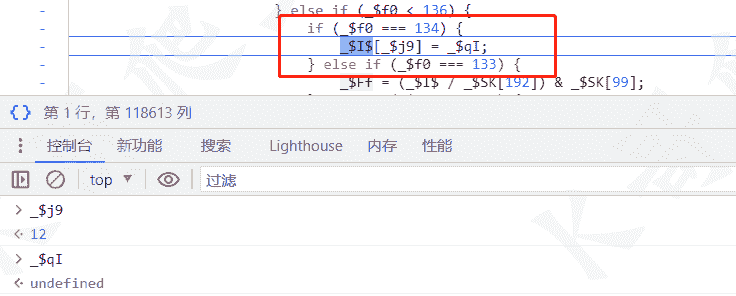 - } else if (_$f0 < 136) {
- if (_$f0 === 134) {
- _$I$[_$j9] = _$qI;
- } else if (_$f0 === 133) {
- _$Ff = (_$I$ / _$SK[192]) & _$SK[99];
{} 第 1 行，第 118613 列
控制台 新功能 搜索 Lighthouse 内存 性能
top ▼ 过滤
> _$j9
<· 12
> _$qI
<· undefined